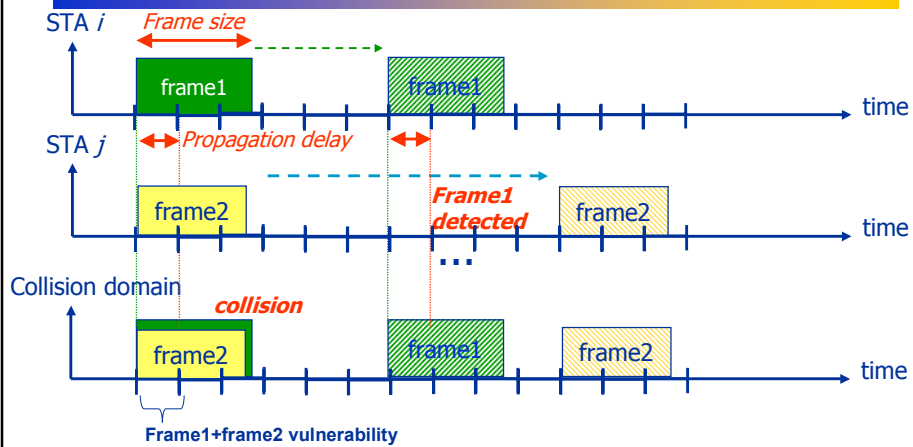 STA i
Frame size
frame1
frame1
time
Propagation delay
STA j
frame2
Frame1
detected
frame2
time
...
Collision domain
collision
frame2
frame1
frame2
time
Frame1+frame2 vulnerability